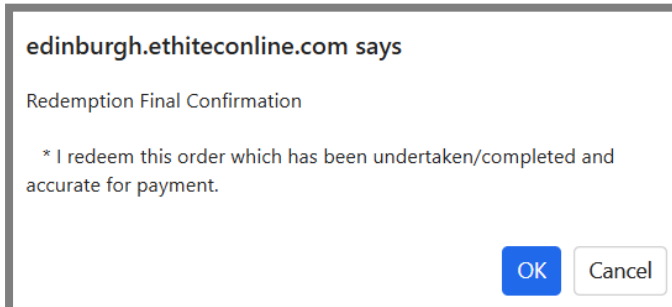 edinburgh.ethiteconline.com says
Redemption Final Confirmation
* I redeem this order which has been undertaken/completed and
accurate for payment.
OK Cancel